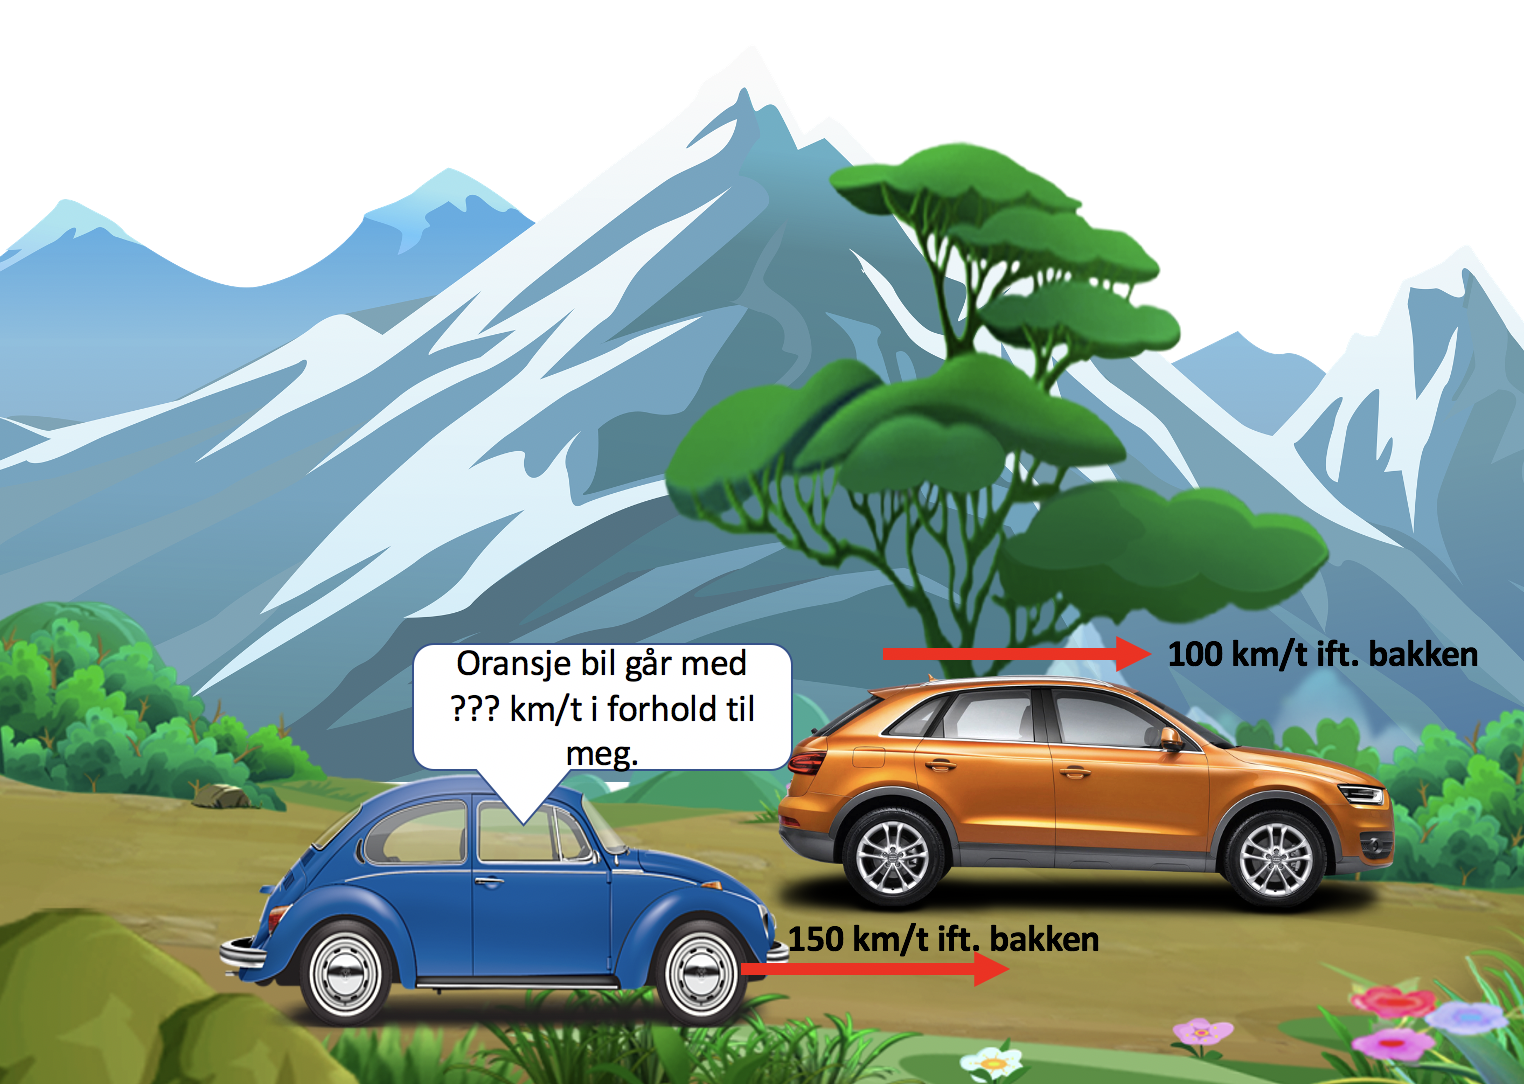 Oransje bil går med
??? km/t i forhold til
meg.
100 km/t ift. bakken
150 km/t ift. bakken